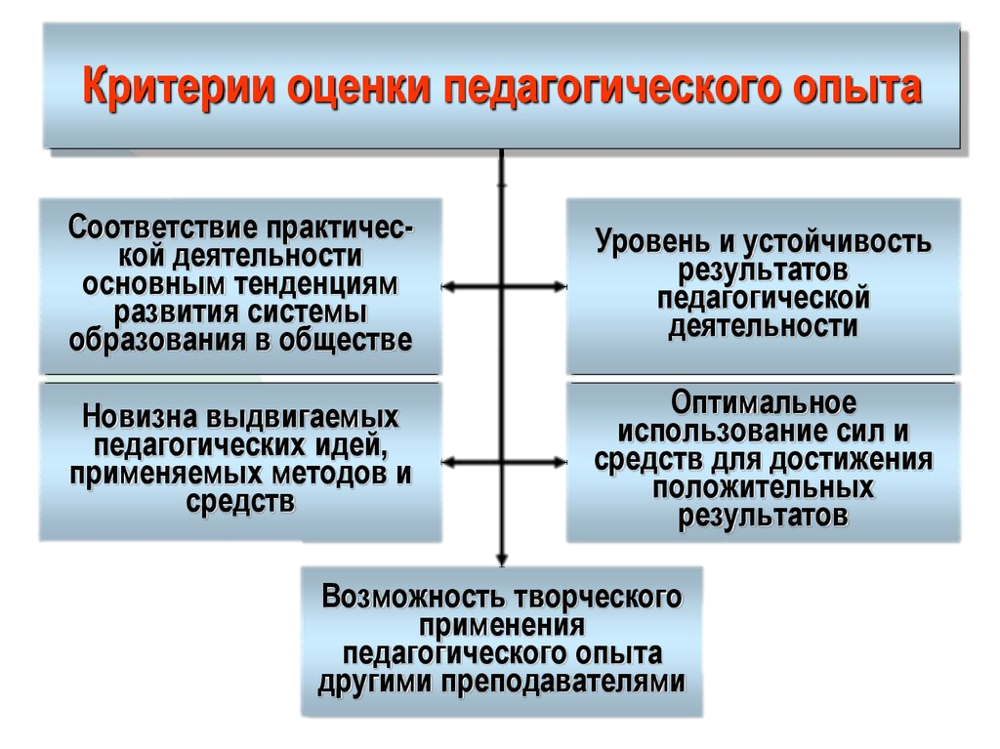 Критерии оценки педагогического опыта
Соответствие практичес-
кой деятельности
основным тенденциям
развития системы
образования в обществе
Уровень и устойчивость
результатов
педагогической
деятельности
Новизна выдвигаемых
педагогических идей,
применяемых методов и
средств
Оптимальное
использование сил и
средств для достижения
положительных
результатов
Возможность творческого
применения
педагогического опыта
другими преподавателями